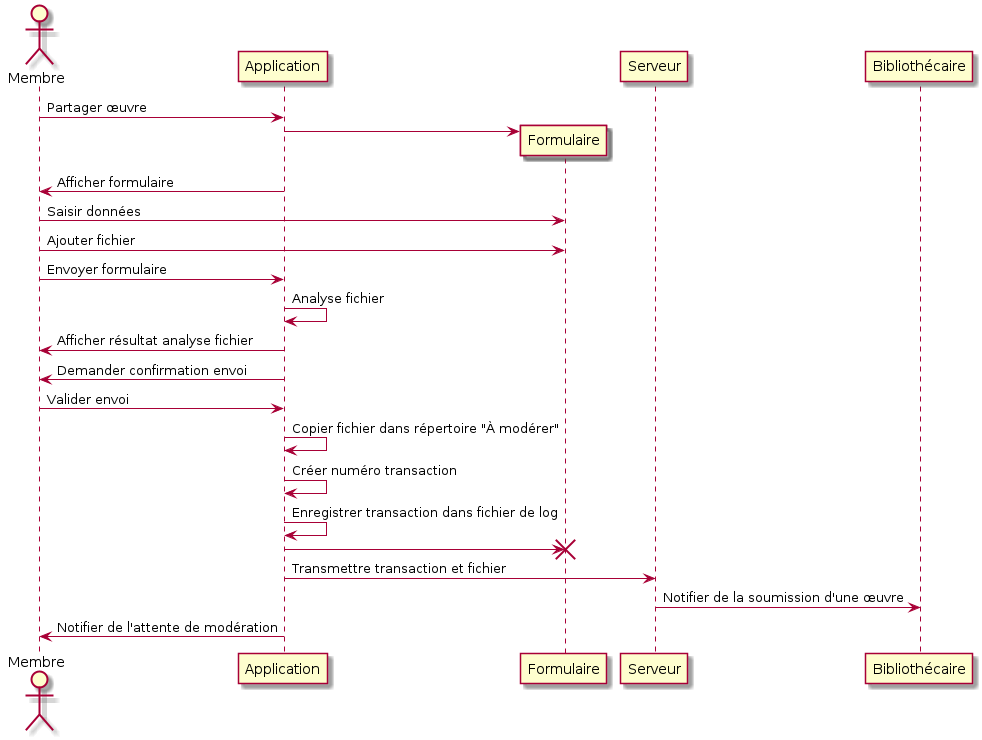 Membre
Application
Serveur
Bibliothécaire
Partager œuvre
Formulaire
Afficher formulaire
Saisir données
Ajouter fichier
Envoyer formulaire
Analyse fichier
Afficher résultat analyse fichier
Demander confirmation envoi
Valider envoi
Copier fichier dans répertoire "À modérer"
Créer numéro transaction
Enregistrer transaction dans fichier de log
Transmettre transaction et fichier
Notifier de la soumission d'une œuvre
Notifier de l'attente de modération
Membre
Application
Formulaire
Serveur
Bibliothécaire